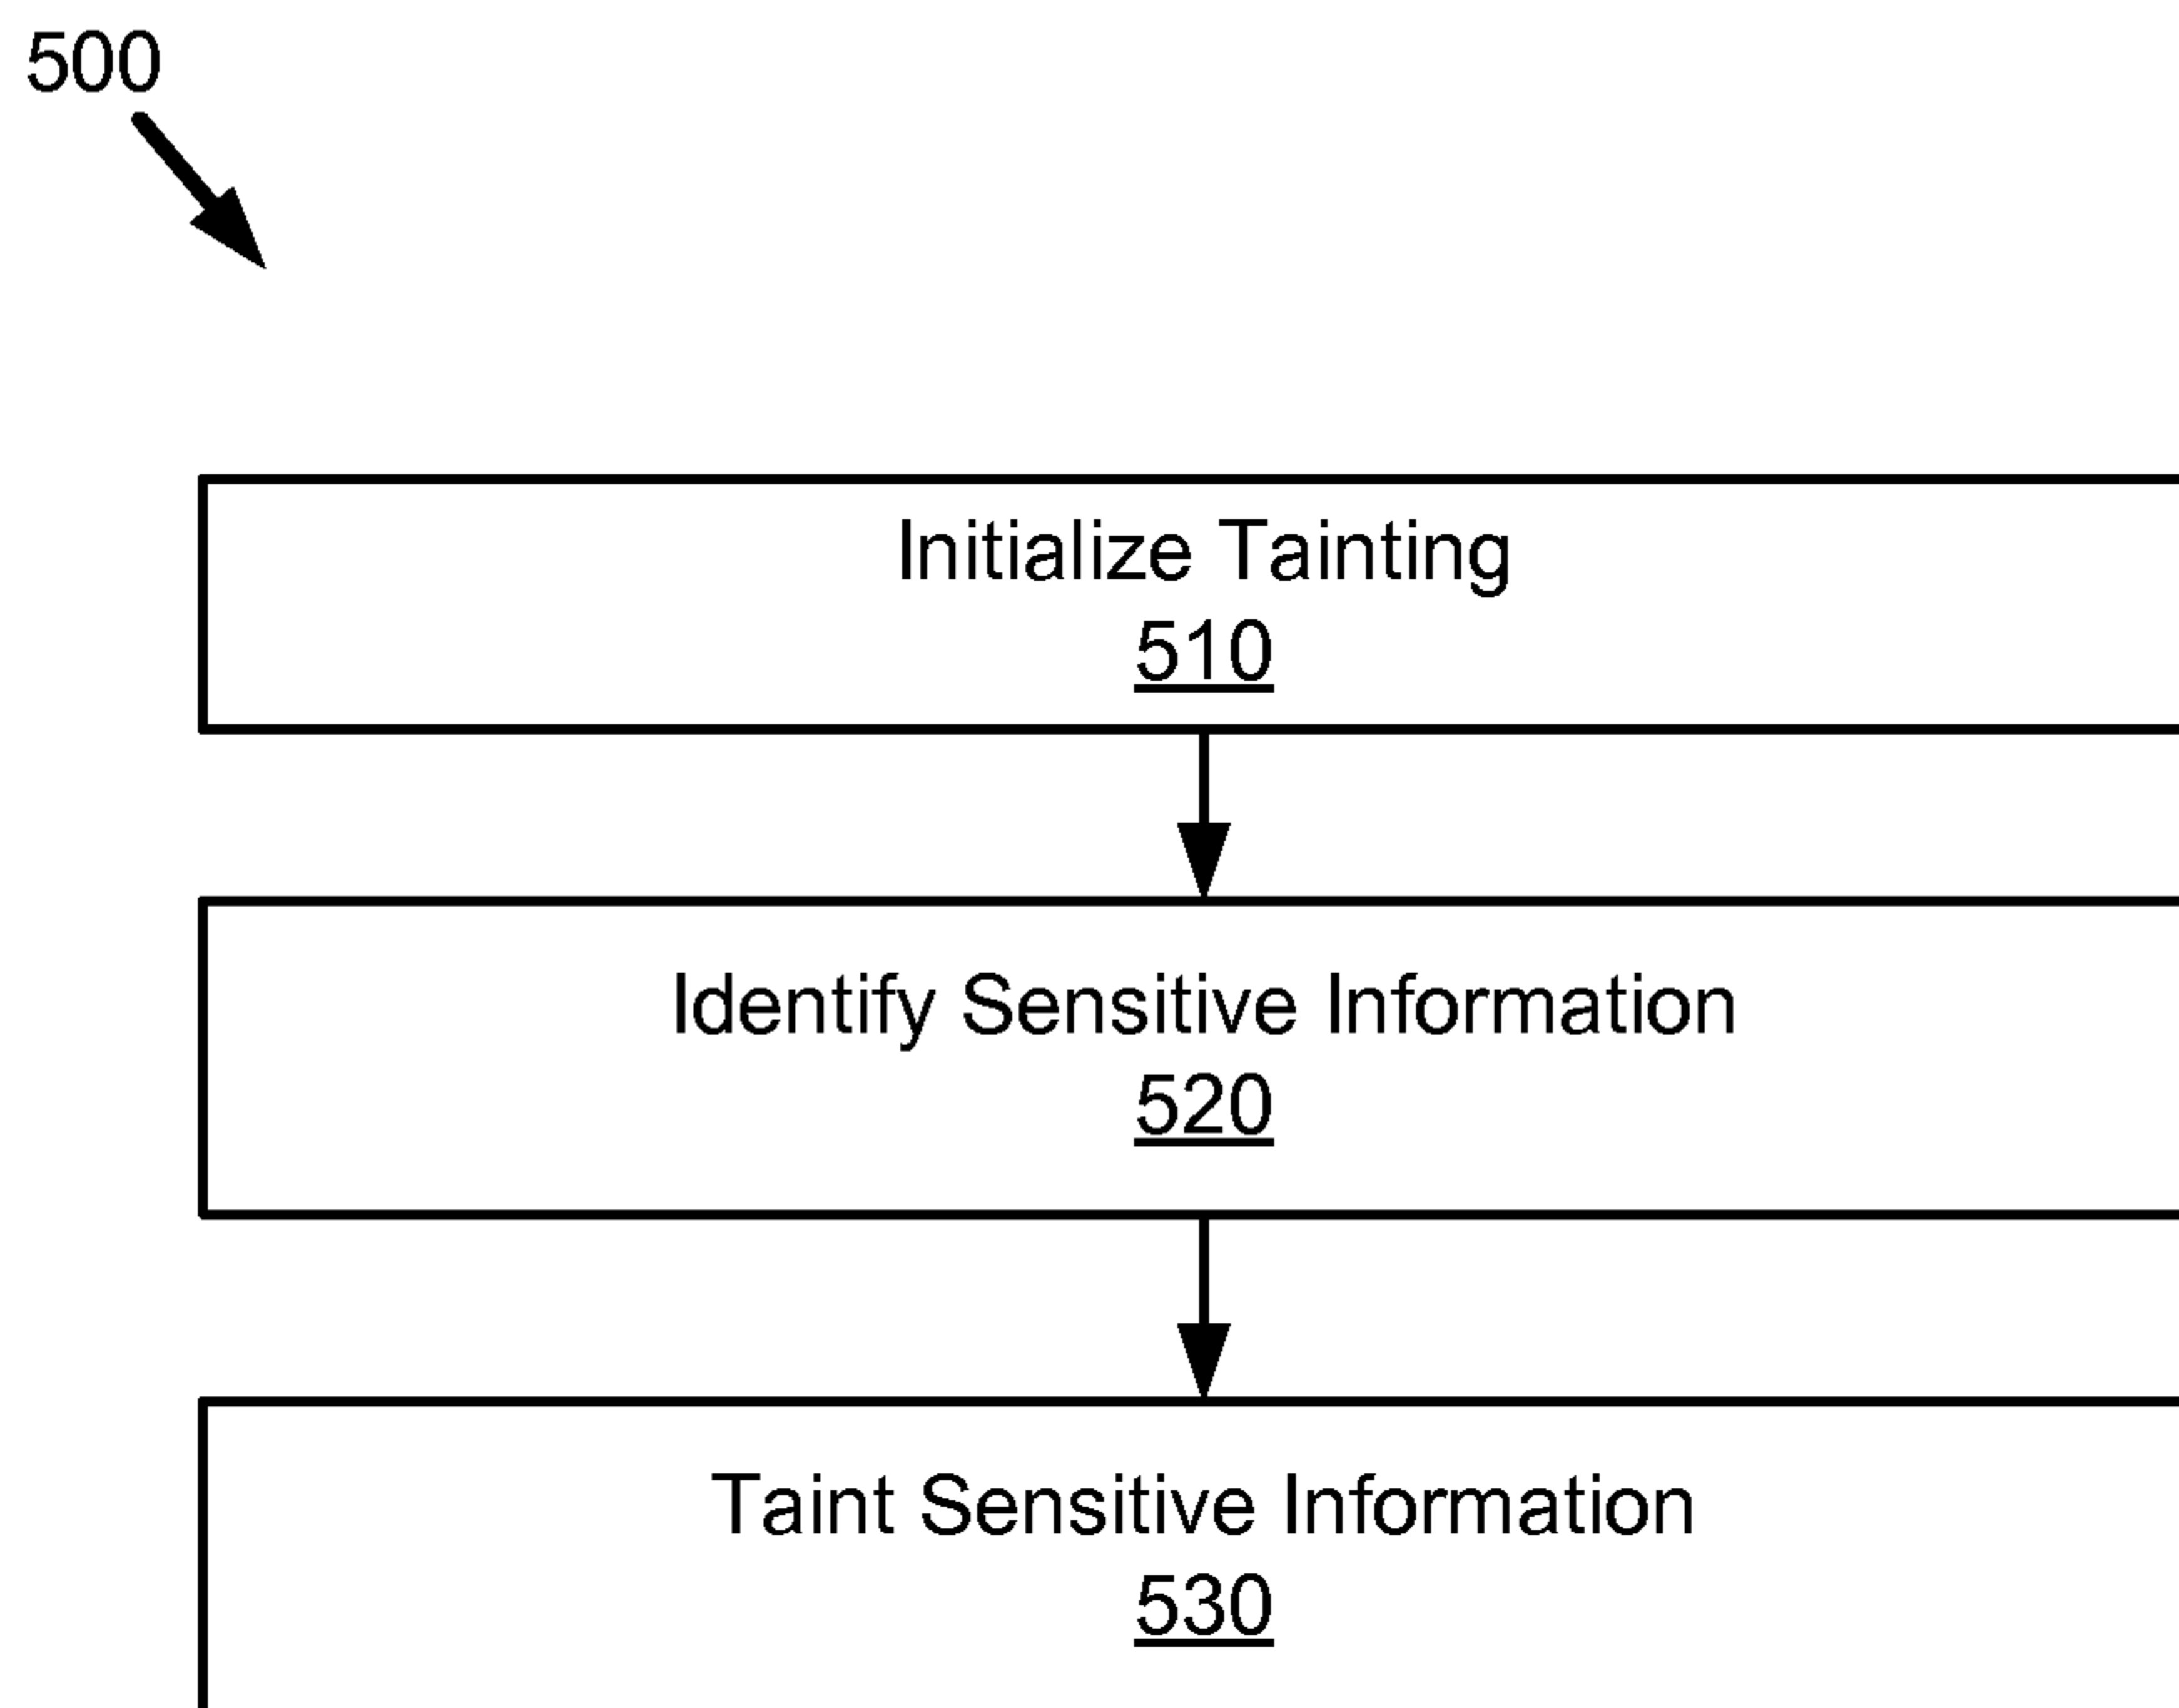 500
Initialize Tainting
510
Identify Sensitive Information
520
Taint Sensitive Information
530